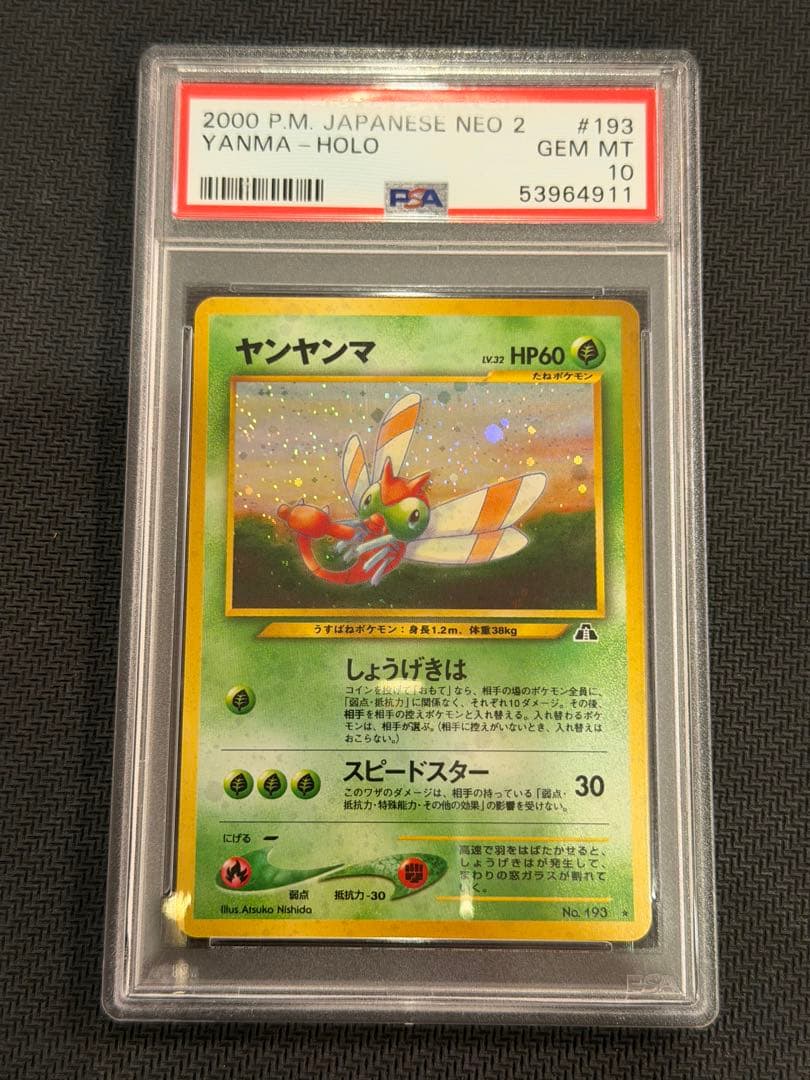 2000 P.M. JAPANESE NEO 2 #193
YANMA - HOLO GEM MT
10
PSA 53964911
ヤンヤンマ LV.32 HP60
たねポケモン
うすばねポケモン：身長1.2m、体重38kg
しょうげきは
コインを投げて「おもて」なら、相手の場のポケモン全員に、
「弱点・抵抗力」に関係なく、それぞれ10ダメージ。その後、
相手を相手の控えポケモンと入れ替える。入れ替わるポケ
モンは、相手が選ぶ。（相手に控えがいないとき、入れ替えは
おこらない。）
スピードスター 30
このワザのダメージは、相手の持っている「弱点・
抵抗力・特殊能力・その他の効果」の影響を受けない。
にげる
弱点 抵抗力-30
高速で羽をはばたかせると、
しょうげきはが発生して、
まわりの窓ガラスが割れて
いく。
Illus. Atsuko Nishida No. 193 ★
PSA